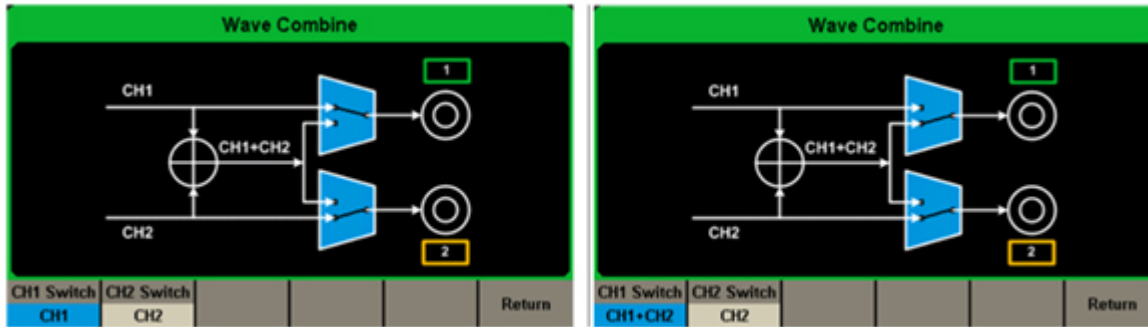 Wave Combine
1
CH1
CH1+CH2
CH2
2
CH1 Switch CH2 Switch
CH1 CH2 Return
Wave Combine
1
CH1
CH1+CH2
CH2
2
CH1 Switch CH2 Switch
CH1+CH2 CH2 Return